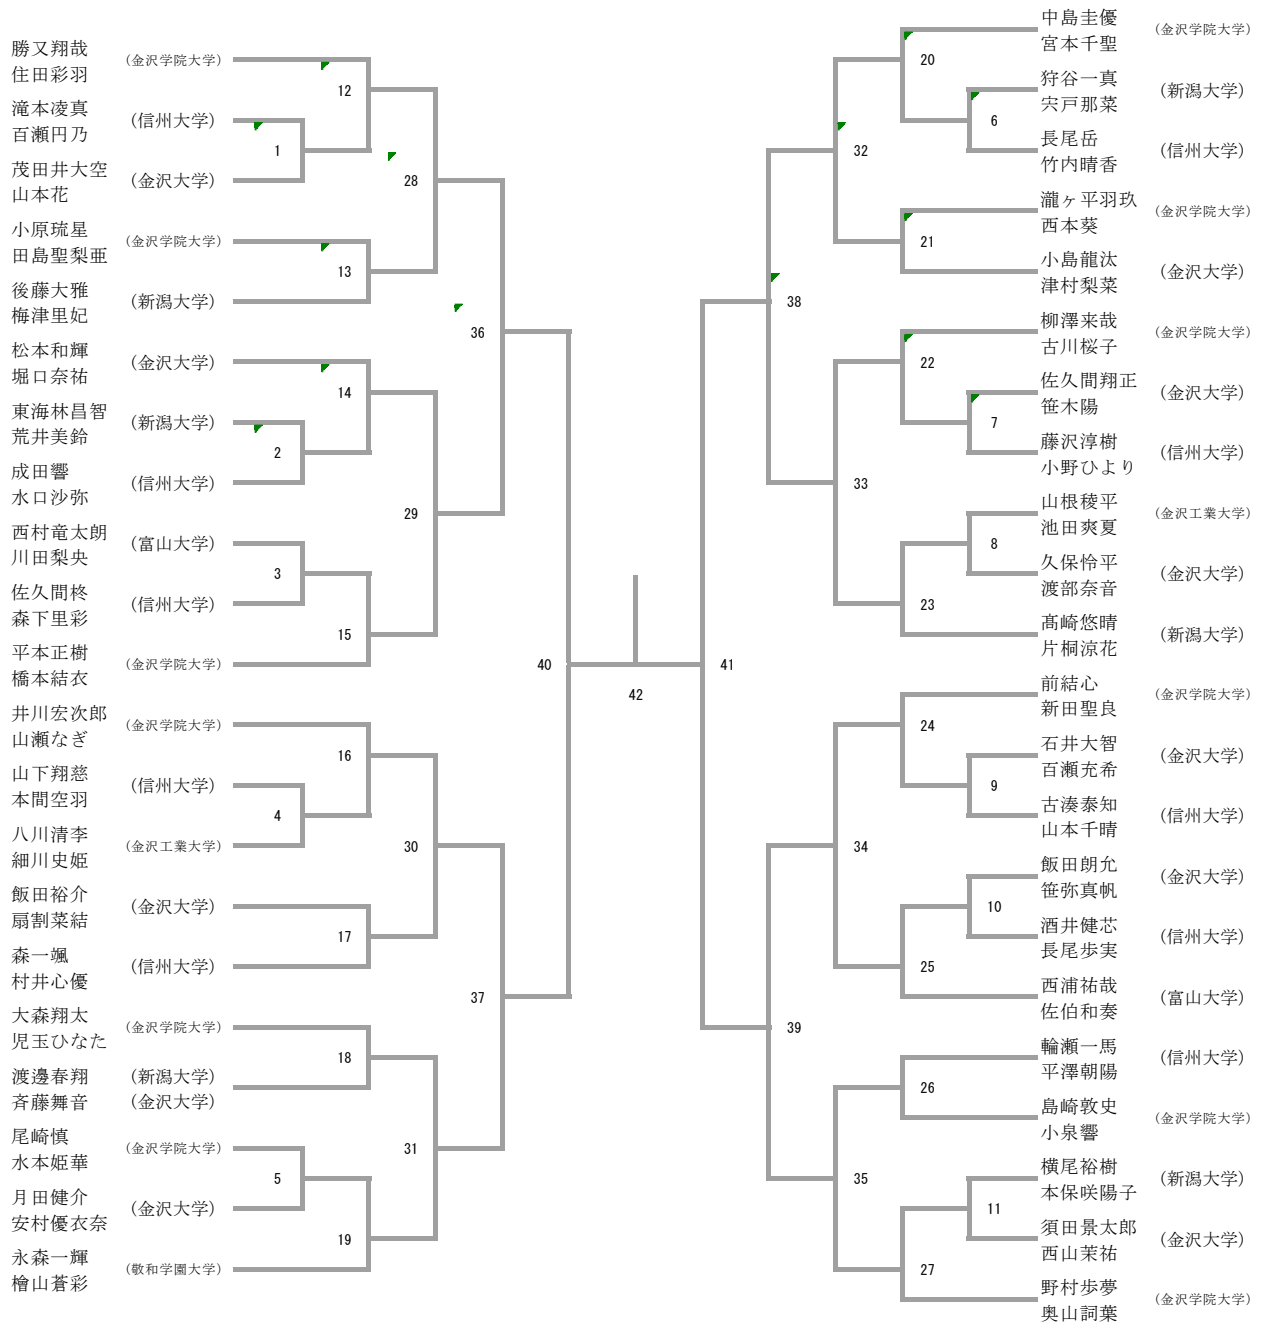 勝又翔哉
住田彩羽
(金沢学院大学)
滝本凌真
百瀬円乃
(信州大学)
茂田井大空
山本花
(金沢大学)
小原琉星
田島聖梨亜
(金沢学院大学)
後藤大雅
梅津里妃
(新潟大学)
松本和輝
堀口奈祐
(金沢大学)
東海林昌智
荒井美鈴
(新潟大学)
成田響
水口沙弥
(信州大学)
西村竜太朗
川田梨央
(富山大学)
佐久間柊
森下里彩
(信州大学)
平本正樹
橋本結衣
(金沢学院大学)
井川宏次郎
山瀬なぎ
(金沢学院大学)
山下翔慈
本間空羽
(信州大学)
八川清李
細川史姫
(金沢工業大学)
飯田裕介
扇割菜結
(金沢大学)
森一颯
村井心優
(信州大学)
大森翔太
児玉ひなた
(金沢学院大学)
渡邊春翔
斉藤舞音
(新潟大学)
(金沢大学)
尾崎慎
水本姫華
(金沢学院大学)
月田健介
安村優衣奈
(金沢大学)
永森一輝
檜山蒼彩
(敬和学園大学)
1
2
3
4
5
12
13
14
15
16
17
18
19
28
29
30
31
36
37
40
42
41
38
39
32
33
34
35
20
21
22
23
24
25
26
27
6
7
8
9
10
11
中島圭優
宮本千聖
(金沢学院大学)
狩谷一真
宍戸那菜
(新潟大学)
長尾岳
竹内晴香
(信州大学)
瀧ヶ平羽玖
西本葵
(金沢学院大学)
小島龍汰
津村梨菜
(金沢大学)
柳澤来哉
古川桜子
(金沢学院大学)
佐久間翔正
笹木陽
(金沢大学)
藤沢淳樹
小野ひより
(信州大学)
山根稜平
池田爽夏
(金沢工業大学)
久保怜平
渡部奈音
(金沢大学)
髙崎悠晴
片桐涼花
(新潟大学)
前結心
新田聖良
(金沢学院大学)
石井大智
百瀬充希
(金沢大学)
古湊泰知
山本千晴
(信州大学)
飯田朗允
笹弥真帆
(金沢大学)
酒井健芯
長尾歩実
(信州大学)
西浦祐哉
佐伯和奏
(富山大学)
輪瀬一馬
平澤朝陽
(信州大学)
島崎敦史
小泉響
(金沢学院大学)
横尾裕樹
本保咲陽子
(新潟大学)
須田景太郎
西山茉祐
(金沢大学)
野村歩夢
奥山詞葉
(金沢学院大学)